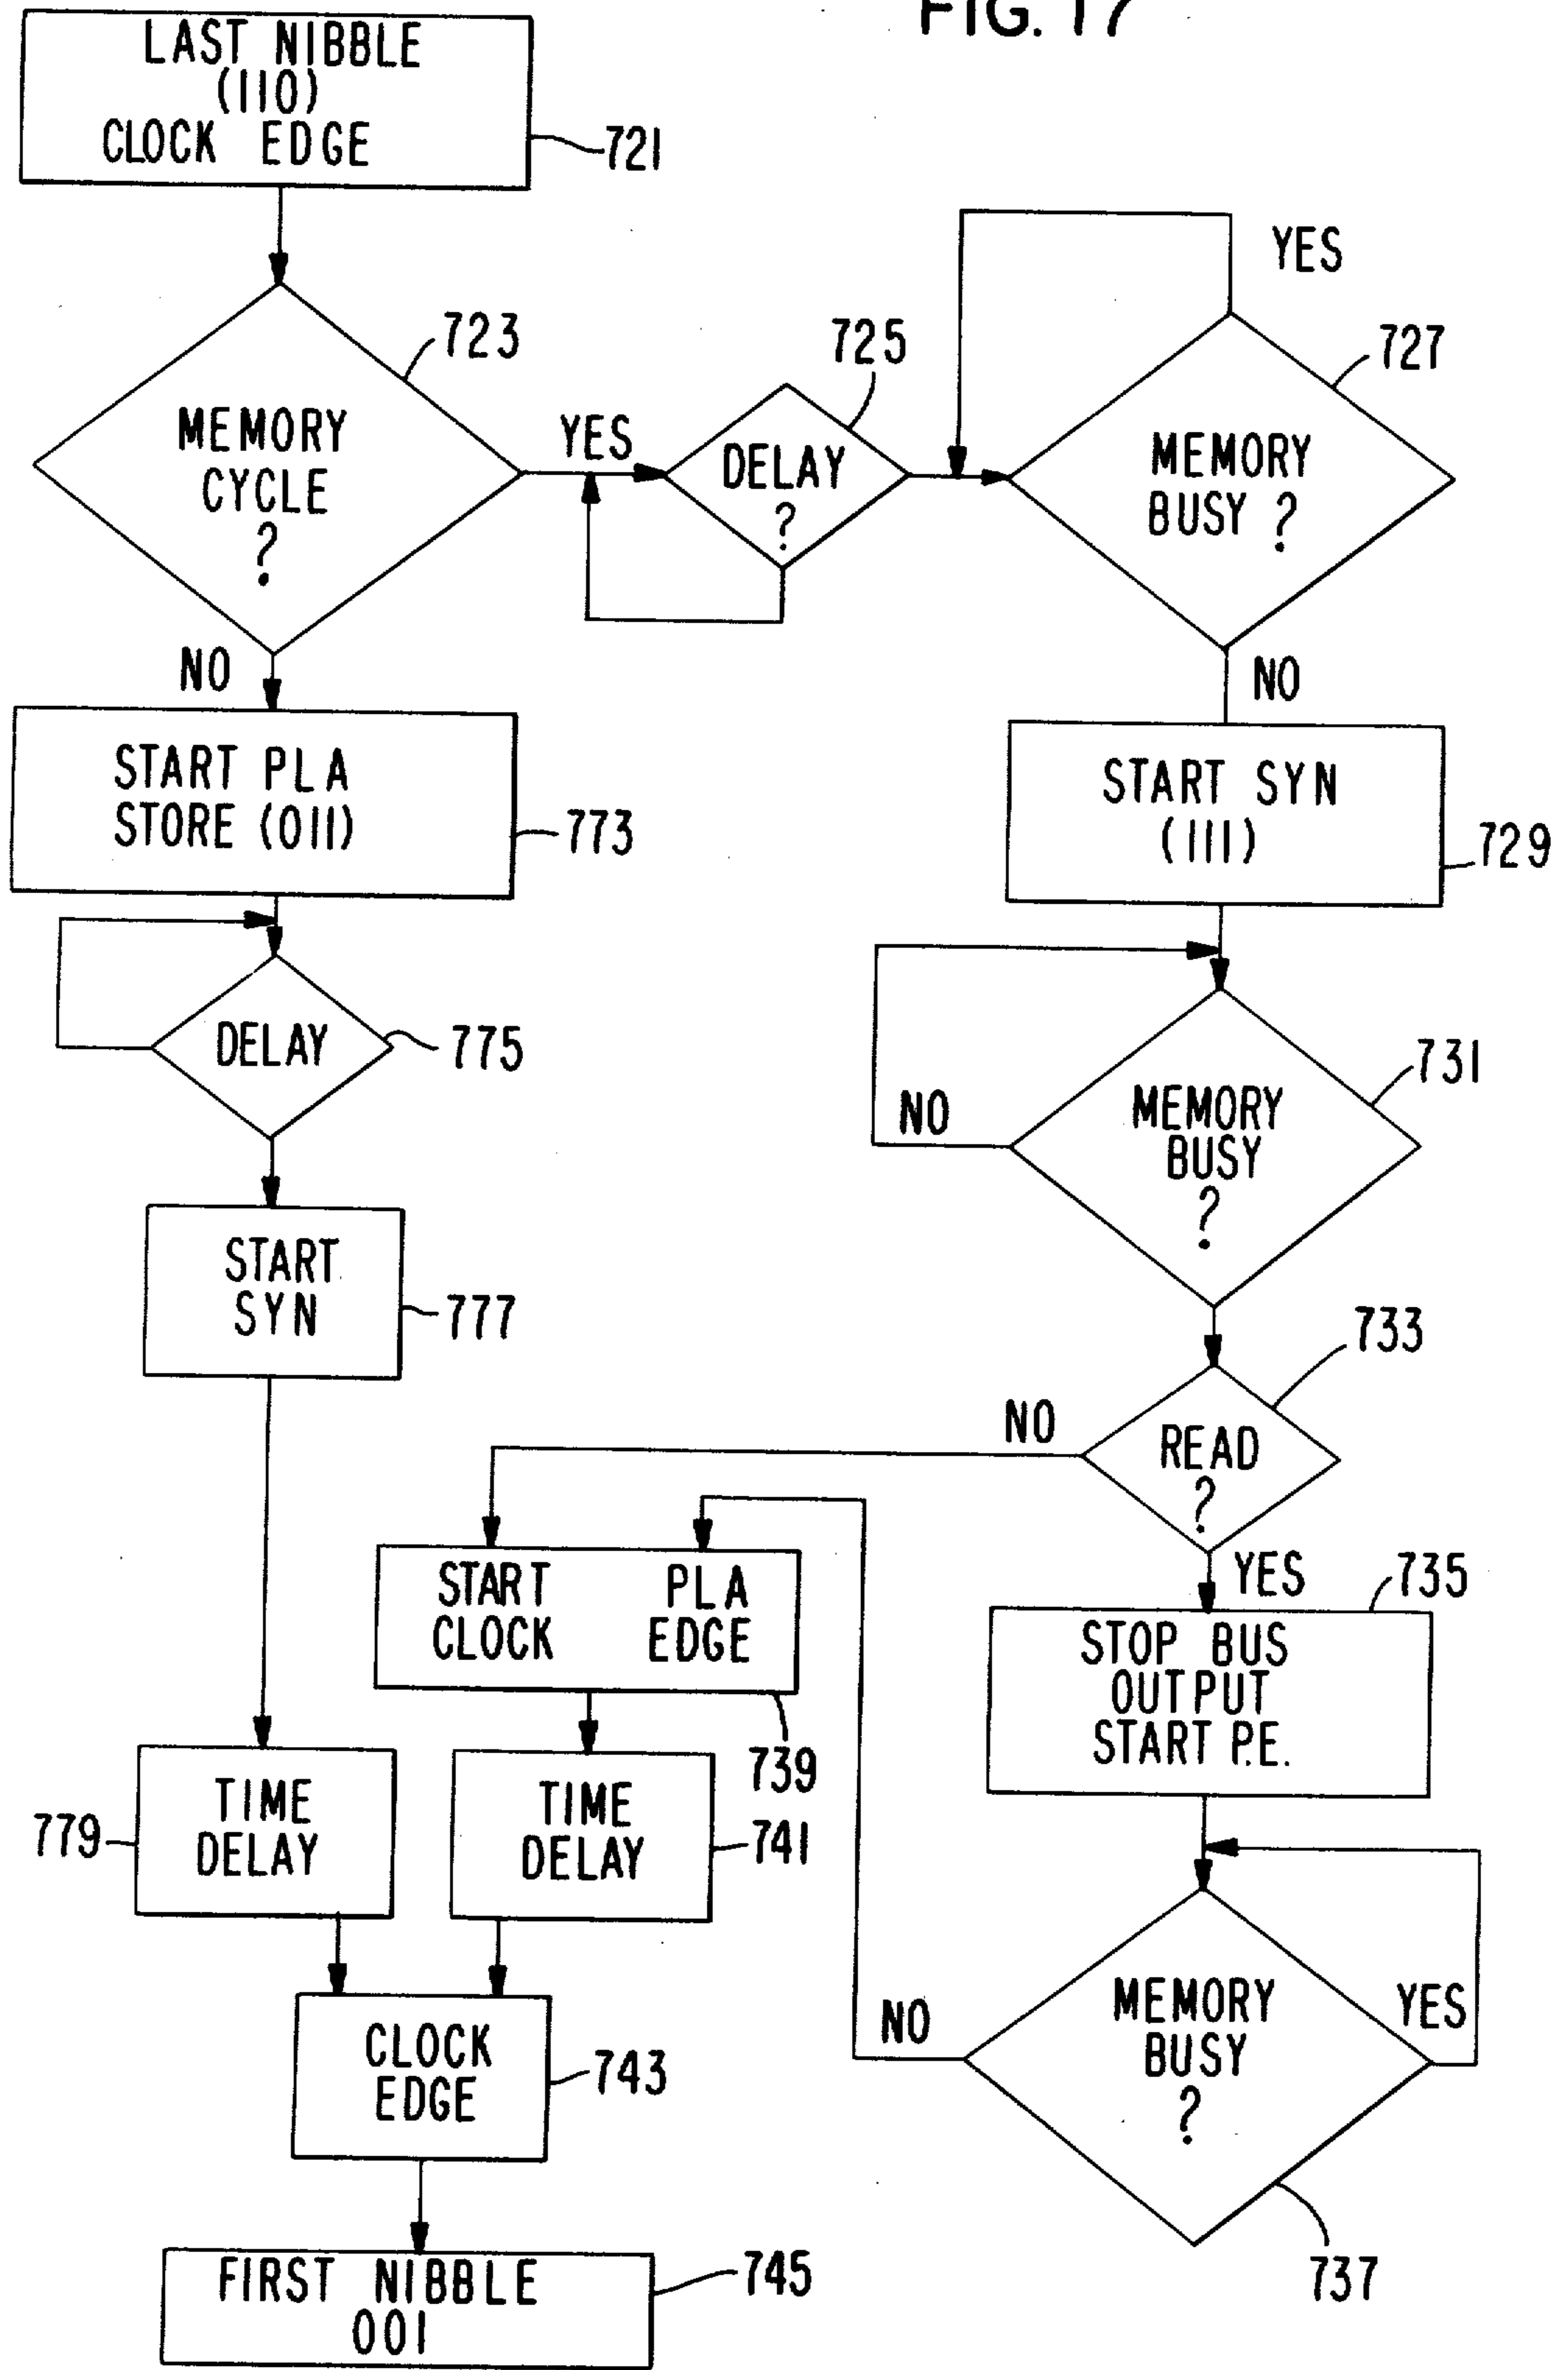 FIG. 17
LAST NIBBLE
(110)
CLOCK EDGE
721
MEMORY
CYCLE
?
723
YES
NO
DELAY
?
725
MEMORY
BUSY ?
727
YES
NO
START PLA
STORE (011)
773
START SYN
(111)
729
DELAY
775
MEMORY
BUSY
?
731
NO
START
SYN
777
READ
?
733
NO
YES
START PLA
CLOCK EDGE
739
STOP BUS
OUTPUT
START P.E.
735
TIME
DELAY
779
TIME
DELAY
741
MEMORY
BUSY
?
737
NO
YES
CLOCK
EDGE
743
FIRST NIBBLE
001
745